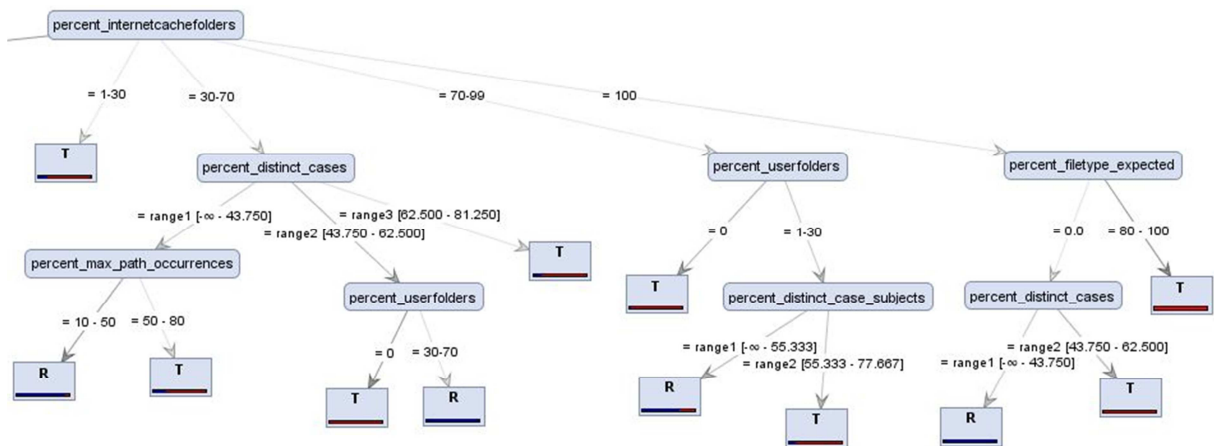 percent_internetcachefolders
= 1-30
= 30-70
= 70-99
= 100
T
percent_distinct_cases
percent_userfolders
percent_filetype_expected
= range1 [-∞ - 43.750]
= range3 [62.500 - 81.250]
= range2 [43.750 - 62.500]
= 0
= 1-30
= 0.0
= 80 - 100
percent_max_path_occurrences
T
percent_userfolders
T
percent_distinct_case_subjects
percent_distinct_cases
T
= 10 - 50
= 50 - 80
= 0
= 30-70
= range1 [-∞ - 55.333]
= range2 [55.333 - 77.667]
= range2 [43.750 - 62.500]
= range1 [-∞ - 43.750]
R
T
T
R
R
T
R
T